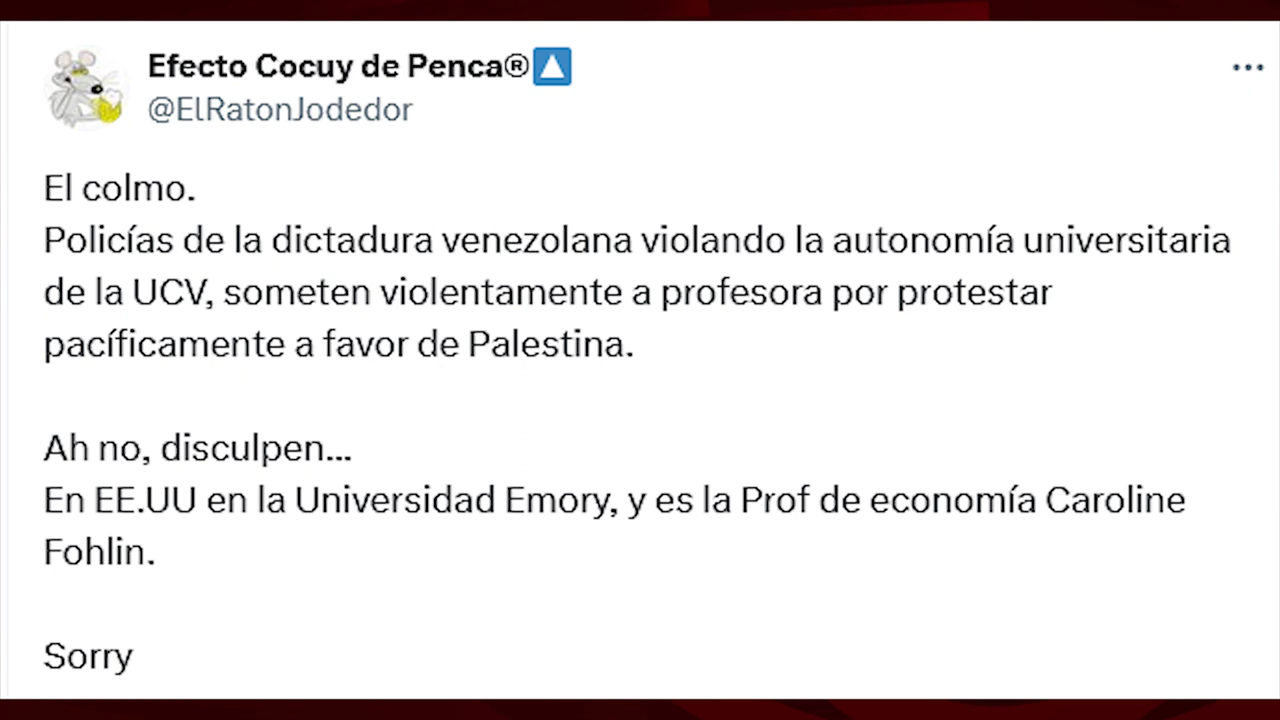 Efecto Cocuy de Penca®
@ElRatonJodedor
El colmo.
Policías de la dictadura venezolana violando la autonomía universitaria
de la UCV, someten violentamente a profesora por protestar
pacíficamente a favor de Palestina.
Ah no, disculpen...
En EE.UU en la Universidad Emory, y es la Prof de economía Caroline
Fohlin.
Sorry